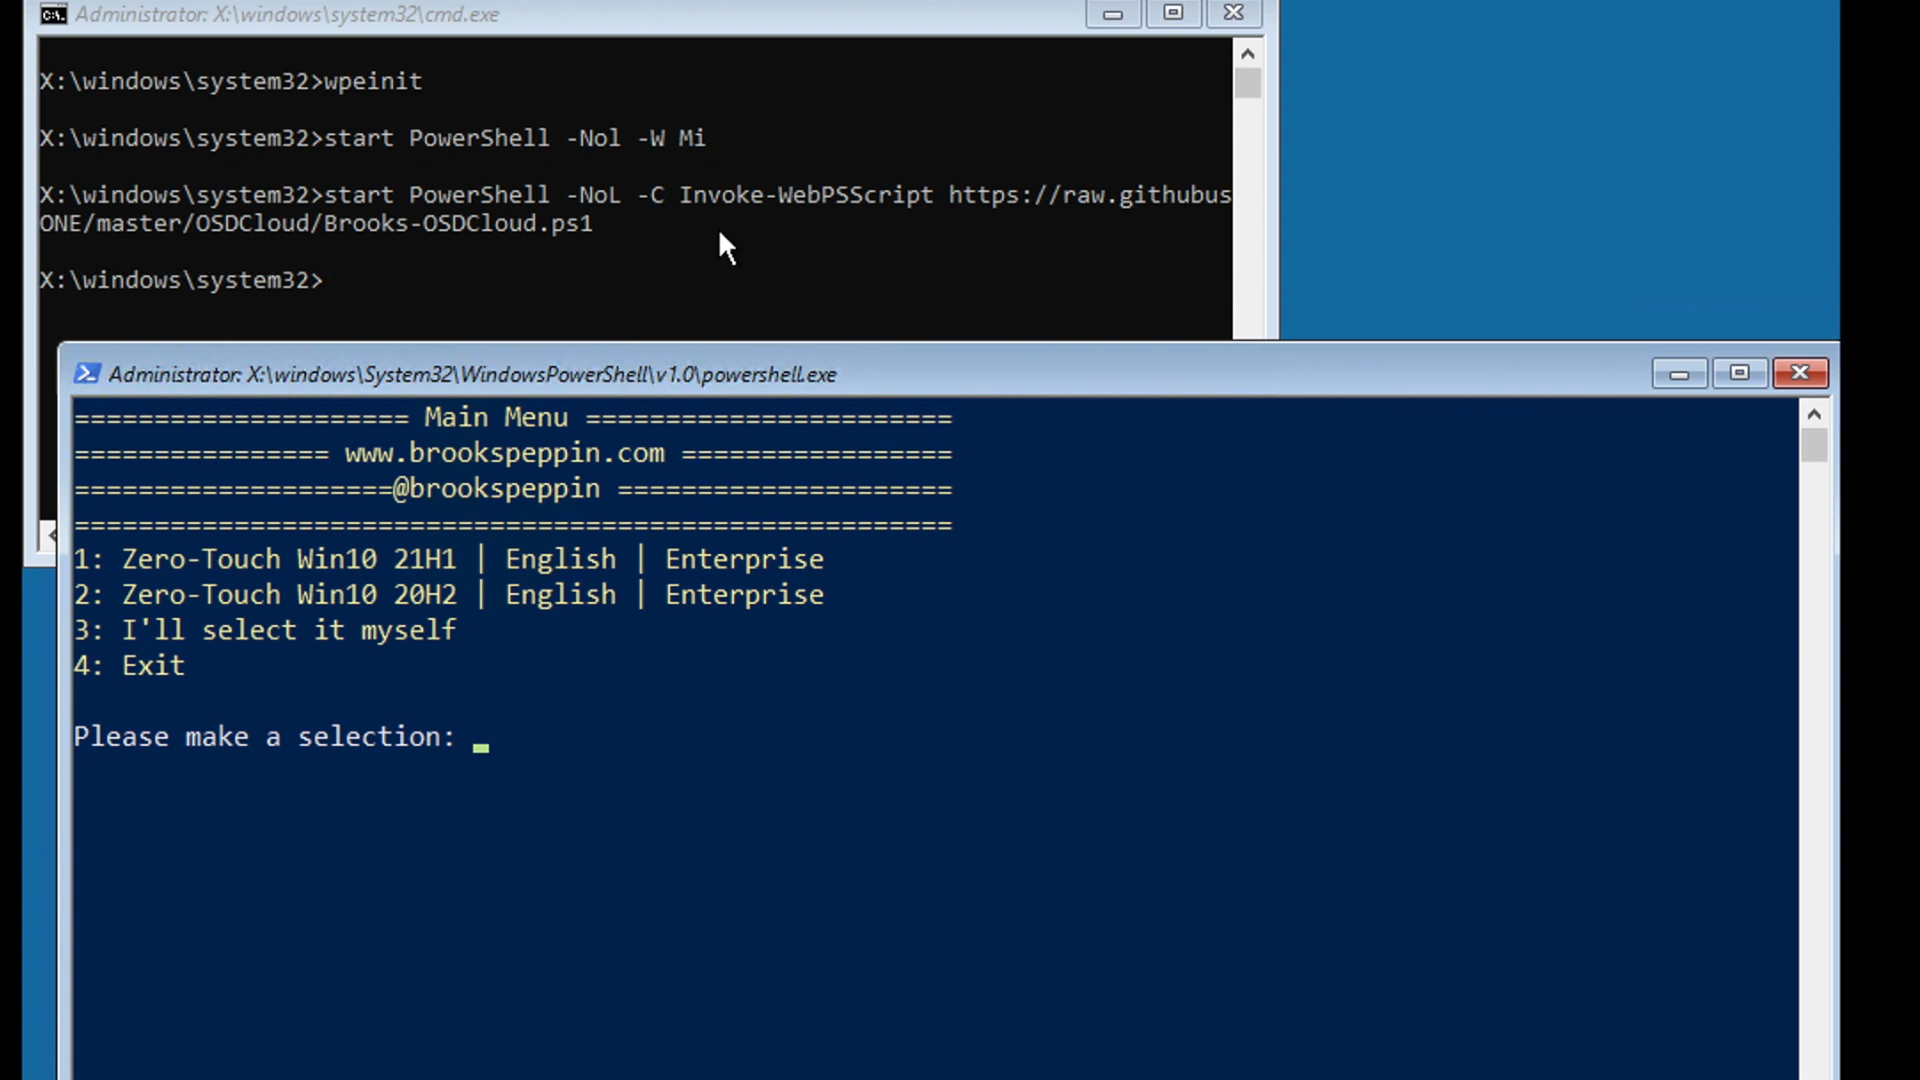 Administrator: X:\windows\system32\cmd.exe
X:\windows\system32>wpeinit
X:\windows\system32>start PowerShell -Nol -W Mi
X:\windows\system32>start PowerShell -NoL -C Invoke-WebPSScript https://raw.githubus
ONE/master/OSDCloud/Brooks-OSDCloud.ps1
X:\windows\system32>
Administrator: X:\windows\System32\WindowsPowerShell\v1.0\powershell.exe
===================== Main Menu =======================
================ www.brookspeppin.com =================
====================@brookspeppin =====================
=======================================================
1: Zero-Touch Win10 21H1 | English | Enterprise
2: Zero-Touch Win10 20H2 | English | Enterprise
3: I'll select it myself
4: Exit
Please make a selection: